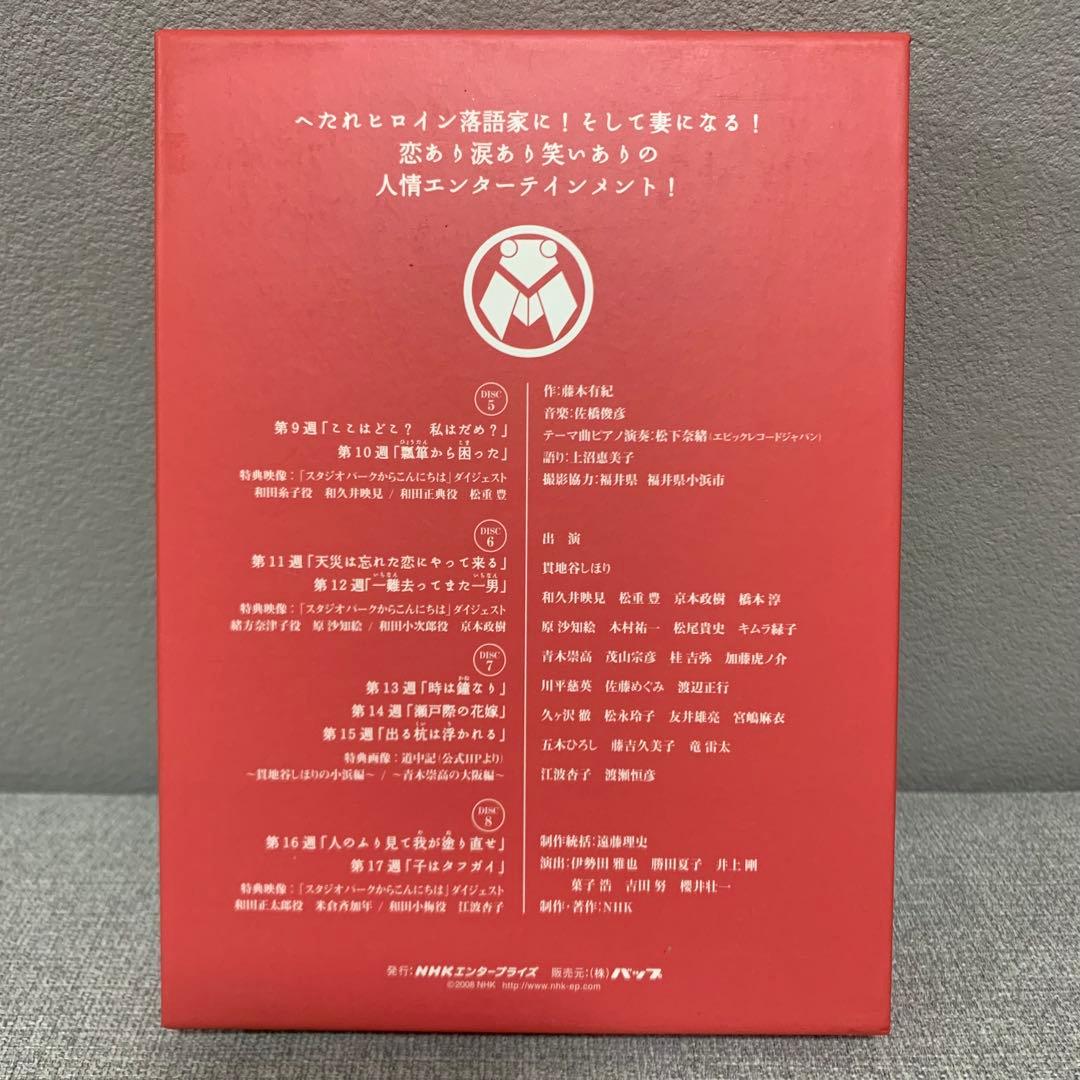 へたれヒロイン落語家に！そして妻になる！
恋あり涙あり笑いありの
人情エンターテインメント！
DISC
5
第9週「ここはどこ？　私はだめ？」
第10週「瓢箪から困った」
特典映像：「スタジオパークからこんにちは」ダイジェスト
和田糸子役　和久井映見 / 和田正典役　松重 豊
DISC
6
第11週「天災は忘れた恋にやって来る」
第12週「一難去ってまた一男」
特典映像：「スタジオパークからこんにちは」ダイジェスト
緒方奈津子役　原 沙知絵 / 和田小次郎役　京本政樹
DISC
7
第13週「時は鐘なり」
第14週「瀬戸際の花嫁」
第15週「出る杭は浮かれる」
特典画像：道中記（公式HPより）
～貫地谷しほりの小浜編～ / ～青木崇高の大阪編～
DISC
8
第16週「人のふり見て我が塗り直せ」
第17週「子はタフガイ」
特典映像：「スタジオパークからこんにちは」ダイジェスト
和田正太郎役　米倉斉加年 / 和田小梅役　江波杏子
作：藤本有紀
音楽：佐橋俊彦
テーマ曲ピアノ演奏：松下奈緒（エピックレコードジャパン）
語り：上沼恵美子
撮影協力：福井県　福井県小浜市
出　演
貫地谷しほり
和久井映見　松重 豊　京本政樹　橋本 淳
原 沙知絵　木村祐一　松尾貴史　キムラ緑子
青木崇高　茂山宗彦　桂 吉弥　加藤虎ノ介
川平慈英　佐藤めぐみ　渡辺正行
久ヶ沢 徹　松永玲子　友井雄亮　宮嶋麻衣
五木ひろし　藤吉久美子　竜 雷太
江波杏子　渡瀬恒彦
制作統括：遠藤理史
演出：伊勢田 雅也　勝田夏子　井上 剛
菓子 浩　吉田 努　櫻井壮一
制作・著作：NHK
発行：NHKエンタープライズ　販売元：（株）バップ
©2008 NHK　http://www.nhk-ep.com